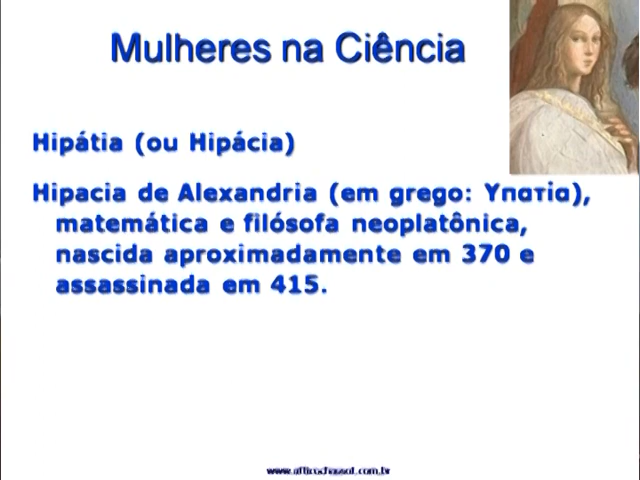 Mulheres na Ciência
Hipátia (ou Hipácia)
Hipacia de Alexandria (em grego: Υπατία),
matemática e filósofa neoplatônica,
nascida aproximadamente em 370 e
assassinada em 415.